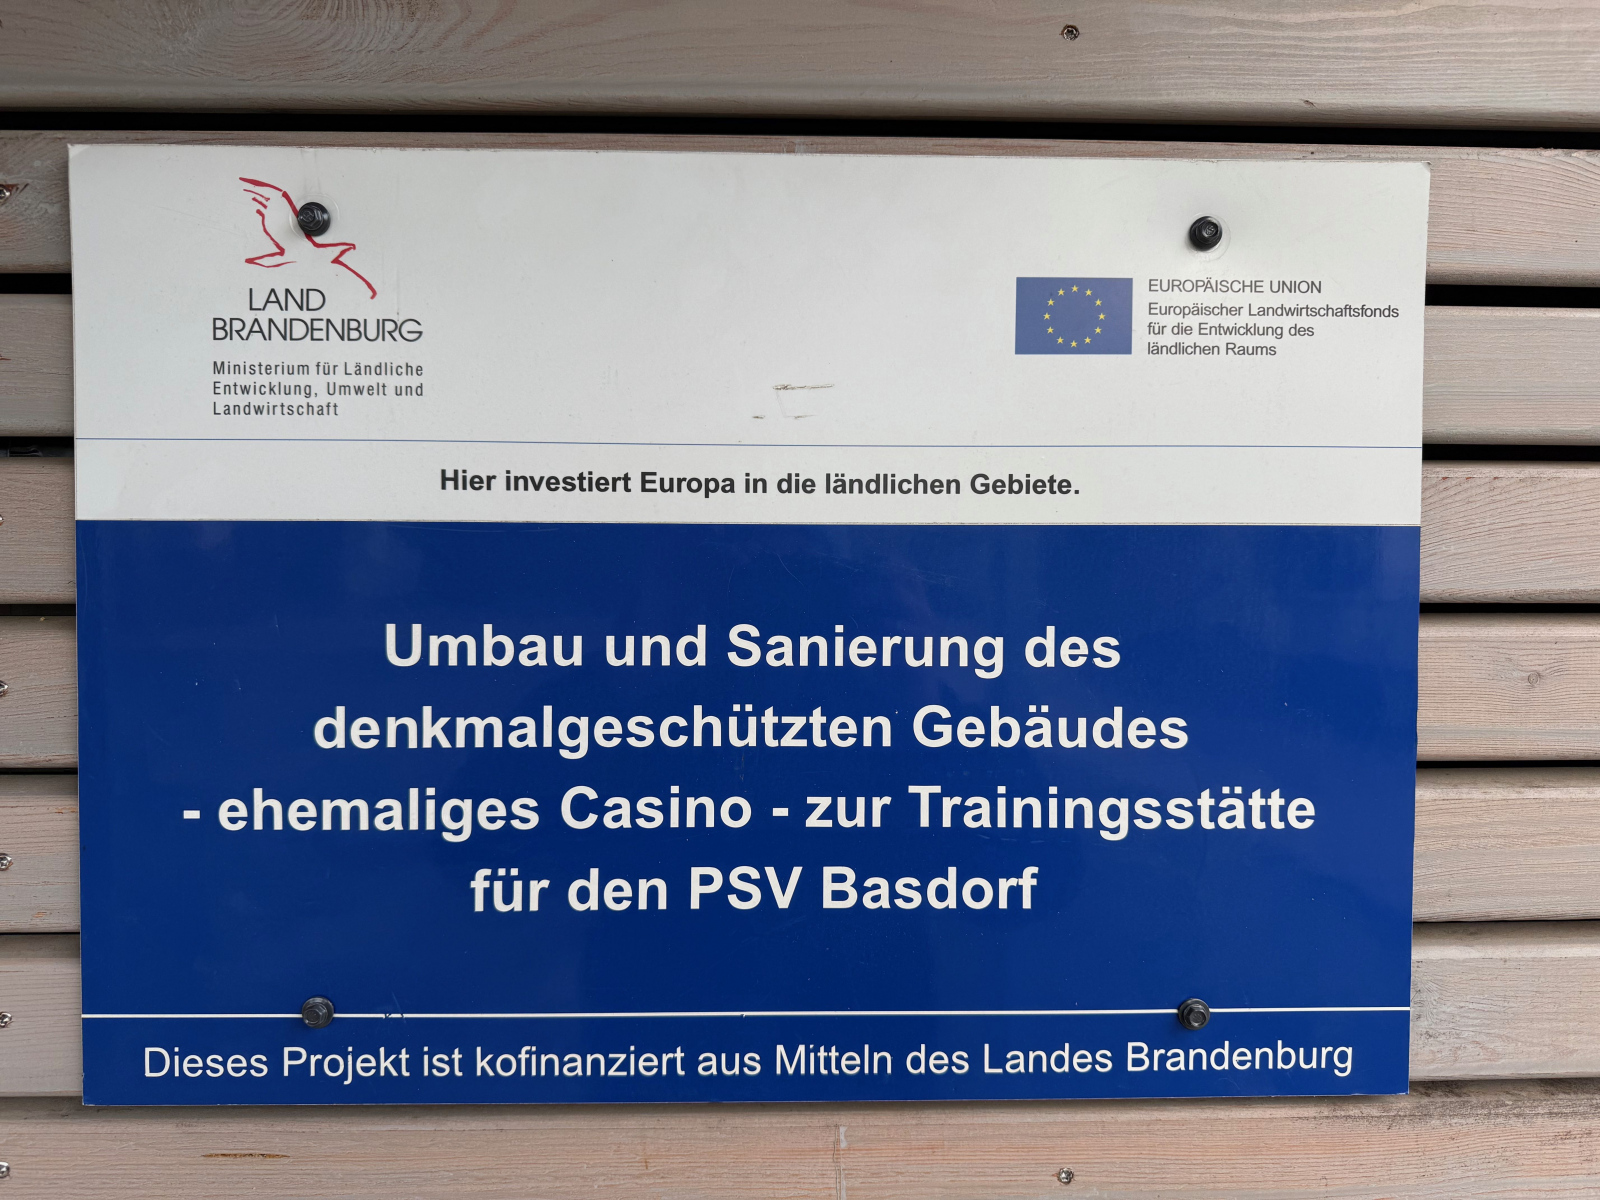 LAND
BRANDENBURG
Ministerium für Ländliche
Entwicklung, Umwelt und
Landwirtschaft
EUROPÄISCHE UNION
Europäischer Landwirtschaftsfonds
für die Entwicklung des
ländlichen Raums
Hier investiert Europa in die ländlichen Gebiete.
Umbau und Sanierung des
denkmalgeschützten Gebäudes
- ehemaliges Casino - zur Trainingsstätte
für den PSV Basdorf
Dieses Projekt ist kofinanziert aus Mitteln des Landes Brandenburg